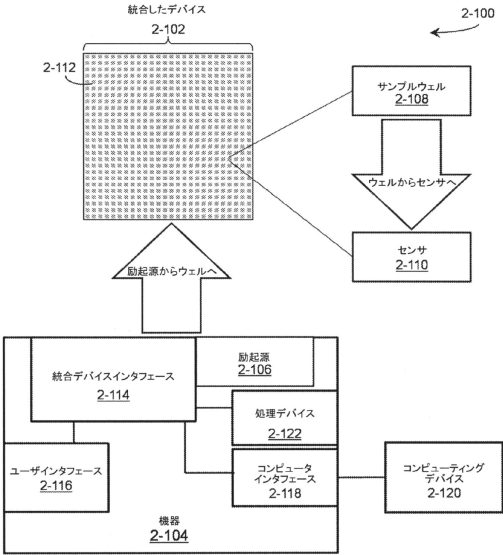 統合したデバイス
2-102
2-100
2-112
サンプルウェル
2-108
ウェルからセンサへ
センサ
2-110
励起源からウェルへ
統合デバイスインタフェース
2-114
励起源
2-106
処理デバイス
2-122
ユーザインタフェース
2-116
コンピュータ
インタフェース
2-118
コンピューティング
デバイス
2-120
機器
2-104